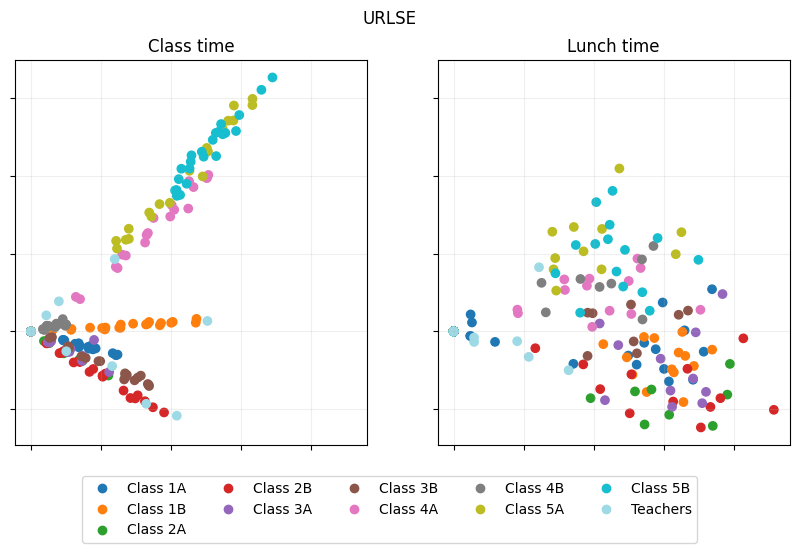 URLSE
Class time
Lunch time
Class 1A
Class 1B
Class 2A
Class 2B
Class 3A
Class 3B
Class 4A
Class 4B
Class 5A
Class 5B
Teachers